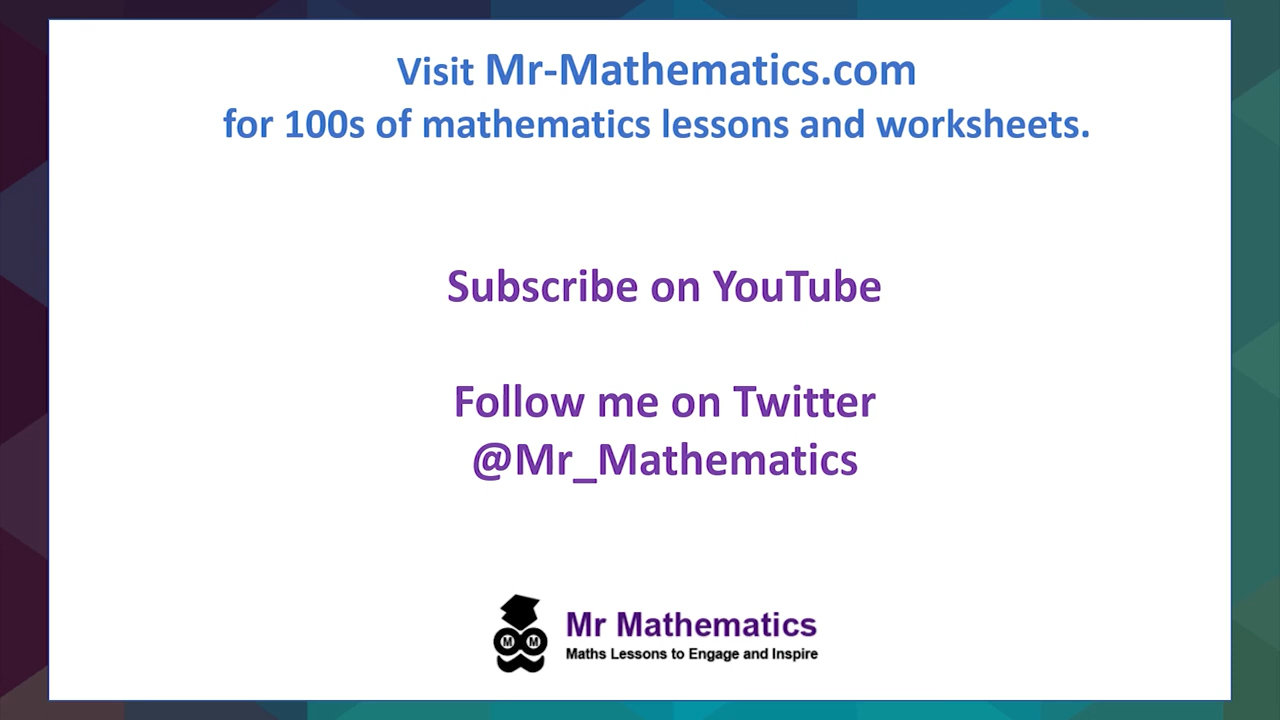 Visit Mr-Mathematics.com
for 100s of mathematics lessons and worksheets.
Subscribe on YouTube
Follow me on Twitter
@Mr_Mathematics
M M
Mr Mathematics
Maths Lessons to Engage and Inspire